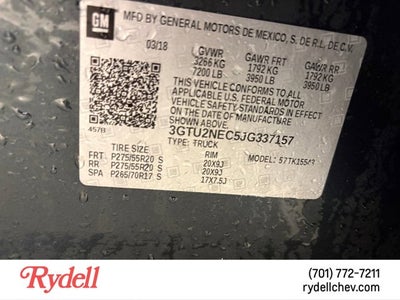 GM MFD BY GENERAL MOTORS DE MEXICO, S. DE R.L. DE C.V.
03/18 GVWR GAWR FRT GAWR RR
3266 KG 1792 KG 1792 KG
7200 LB 3950 LB 3950 LB
THIS VEHICLE CONFORMS TO ALL APPLICABLE U.S. FEDERAL
MOTOR VEHICLE SAFETY STANDARDS IN EFFECT ON THE DATE OF
MANUFACTURE SHOWN ABOVE.
457B 3GTU2NEC5JG337157
TYPE: TRUCK MODEL:
TIRE SIZE RIM
FRT P275/55R20 S 20X9J
RR P275/55R20 S 20X9J
SPA P265/70R17 S 17X7.5J
Rydell
(701) 772-7211
rydellchev.com